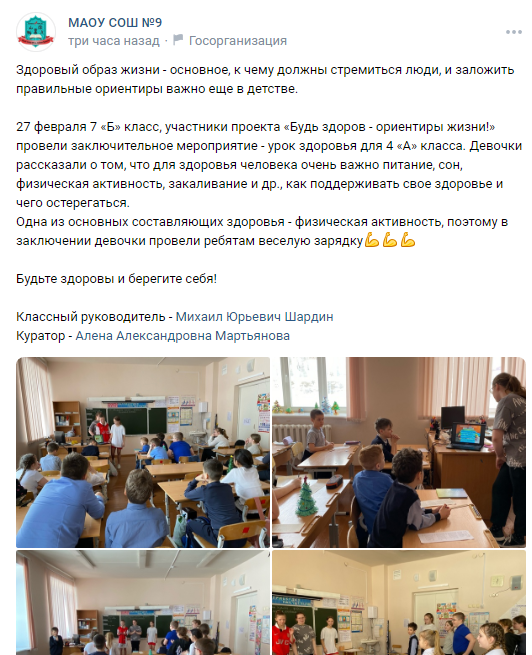 МАОУ СОШ №9
три часа назад · Госорганизация
Здоровый образ жизни - основное, к чему должны стремиться люди, и заложить
правильные ориентиры важно еще в детстве.
27 февраля 7 «Б» класс, участники проекта «Будь здоров - ориентиры жизни!»
провели заключительное мероприятие - урок здоровья для 4 «А» класса. Девочки
рассказали о том, что для здоровья человека очень важно питание, сон,
физическая активность, закаливание и др., как поддерживать свое здоровье и
чего остерегаться.
Одна из основных составляющих здоровья - физическая активность, поэтому в
заключении девочки провели ребятам веселую зарядку💪💪💪
Будьте здоровы и берегите себя!
Классный руководитель - Михаил Юрьевич Шардин
Куратор - Алена Александровна Мартьянова